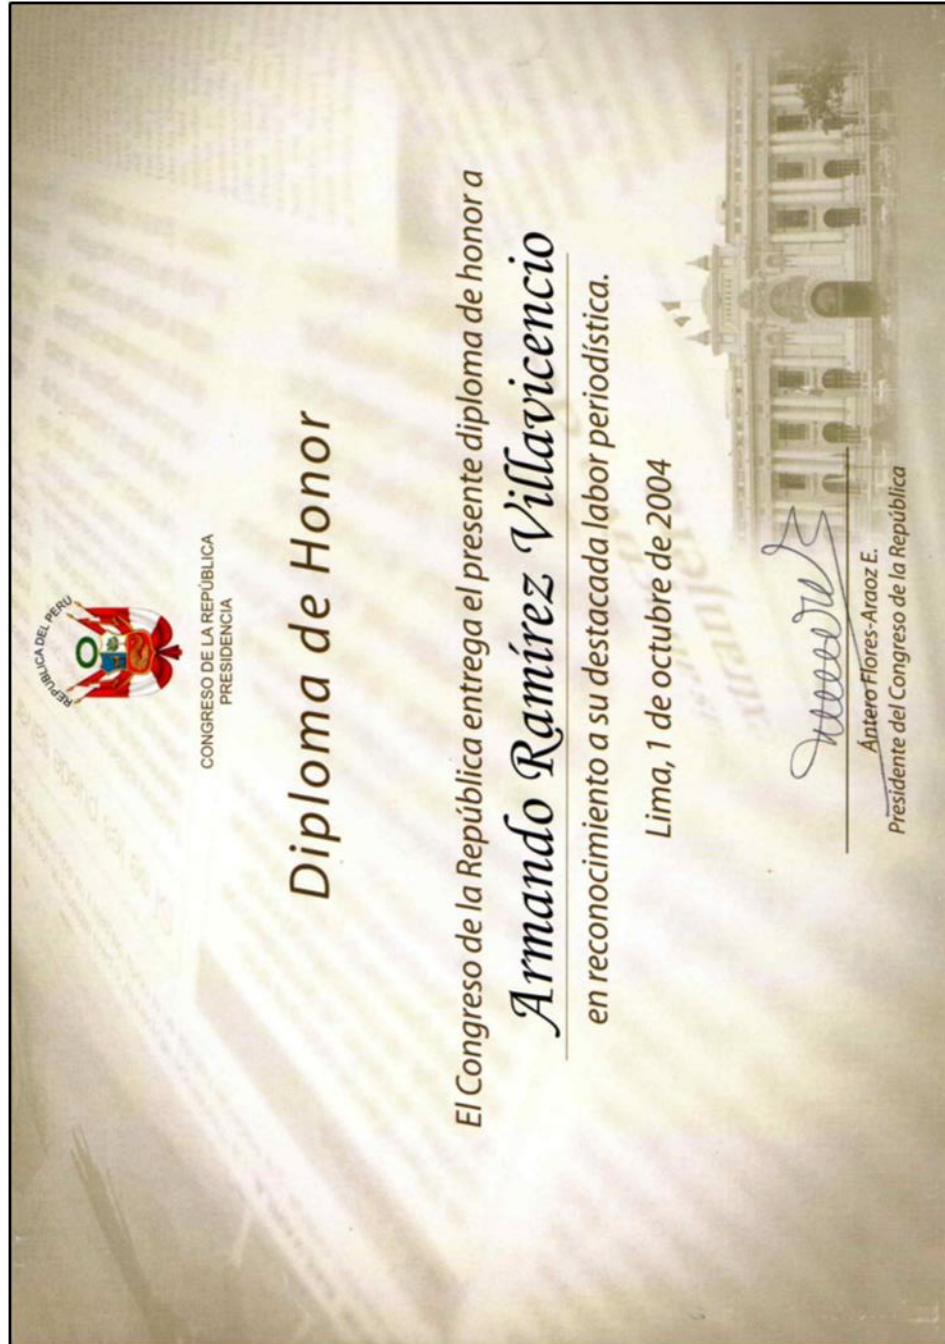 REPÚBLICA DEL PERÚ
CONGRESO DE LA REPÚBLICA
PRESIDENCIA
Diploma de Honor
El Congreso de la República entrega el presente diploma de honor a
Armando Ramírez Villavicencio
en reconocimiento a su destacada labor periodística.
Lima, 1 de octubre de 2004
Ántero Flores-Araoz E.
Presidente del Congreso de la República